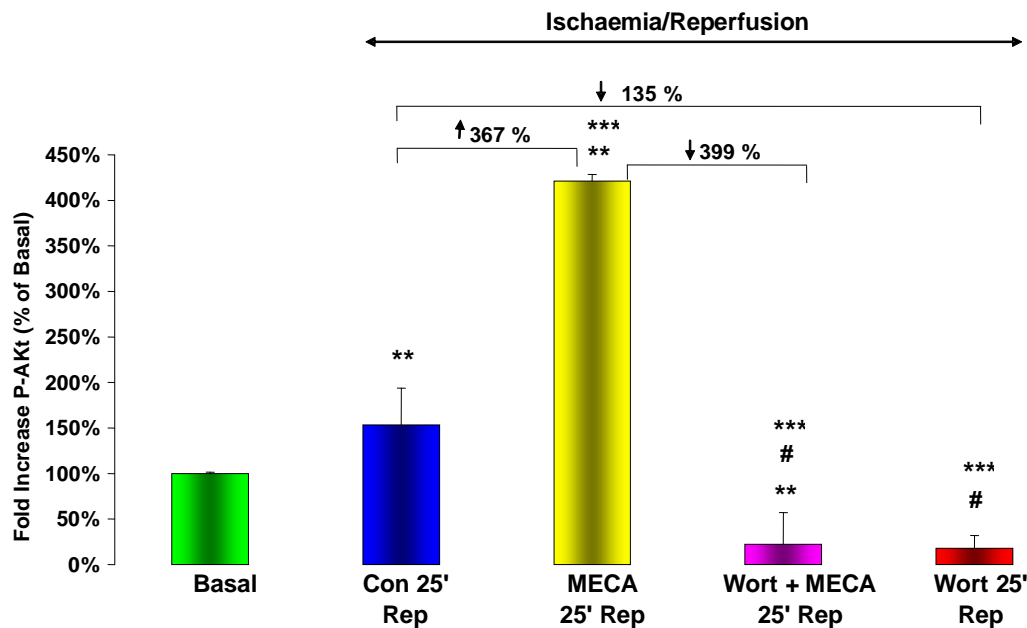 Ischaemia/Reperfusion
↓ 135 %
***
↑ 367 %
**
↓ 399 %
450%
400%
350%
300%
250%
200%
150%
100%
50%
0%
Fold Increase P-AKt (% of Basal)
**
***
#
**
***
#
Basal
Con 25'
Rep
MECA
25' Rep
Wort + MECA
25' Rep
Wort 25'
Rep